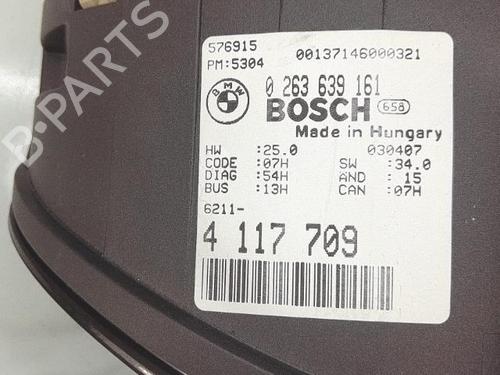 576915 00137146000321
PM:5304
BMW 0 263 639 161
BOSCH 658
Made in Hungary
HW :25.0 030407
CODE :07H SW :34.0
DIAG :54H AND : 15
BUS :13H CAN :07H
6211-
4 117 709
B-PARTS